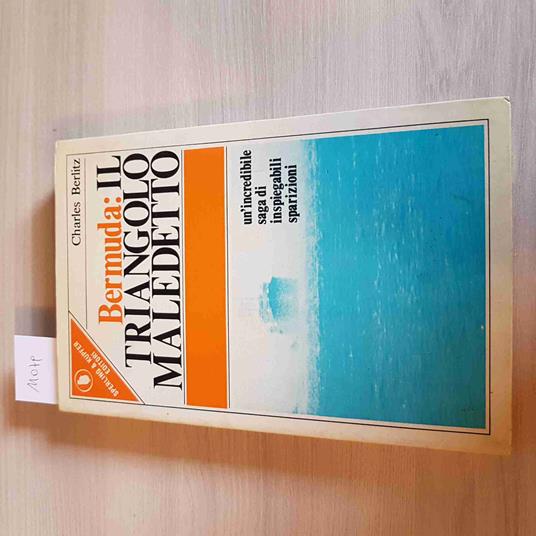 Charles Berlitz
Bermuda: IL
TRIANGOLO
MALEDETTO
SPERLING & KUPFER
EDITORI
un'incredibile
saga di
inspiegabili
sparizioni